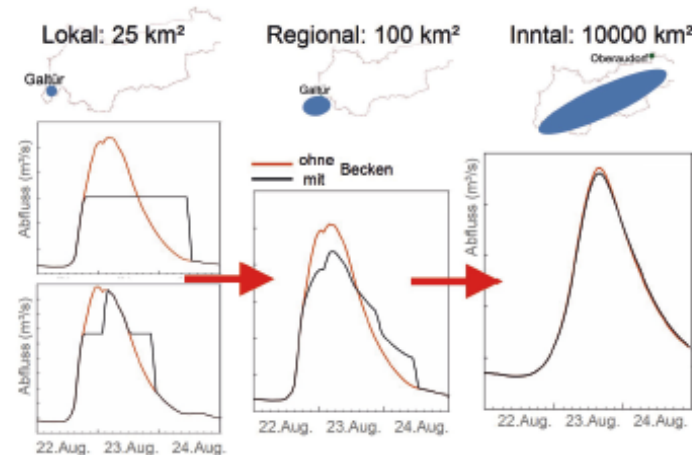 Lokal: 25 km²
Galtür
Regional: 100 km²
Galtür
Inntal: 10000 km²
Oberaudorf
Abfluss (m³/s)
ohne
mit
Becken
Abfluss (m³/s)
Abfluss (m³/s)
22.Aug. 23.Aug. 24.Aug.
22.Aug. 23.Aug. 24.Aug.
22.Aug. 23.Aug. 24.Aug.